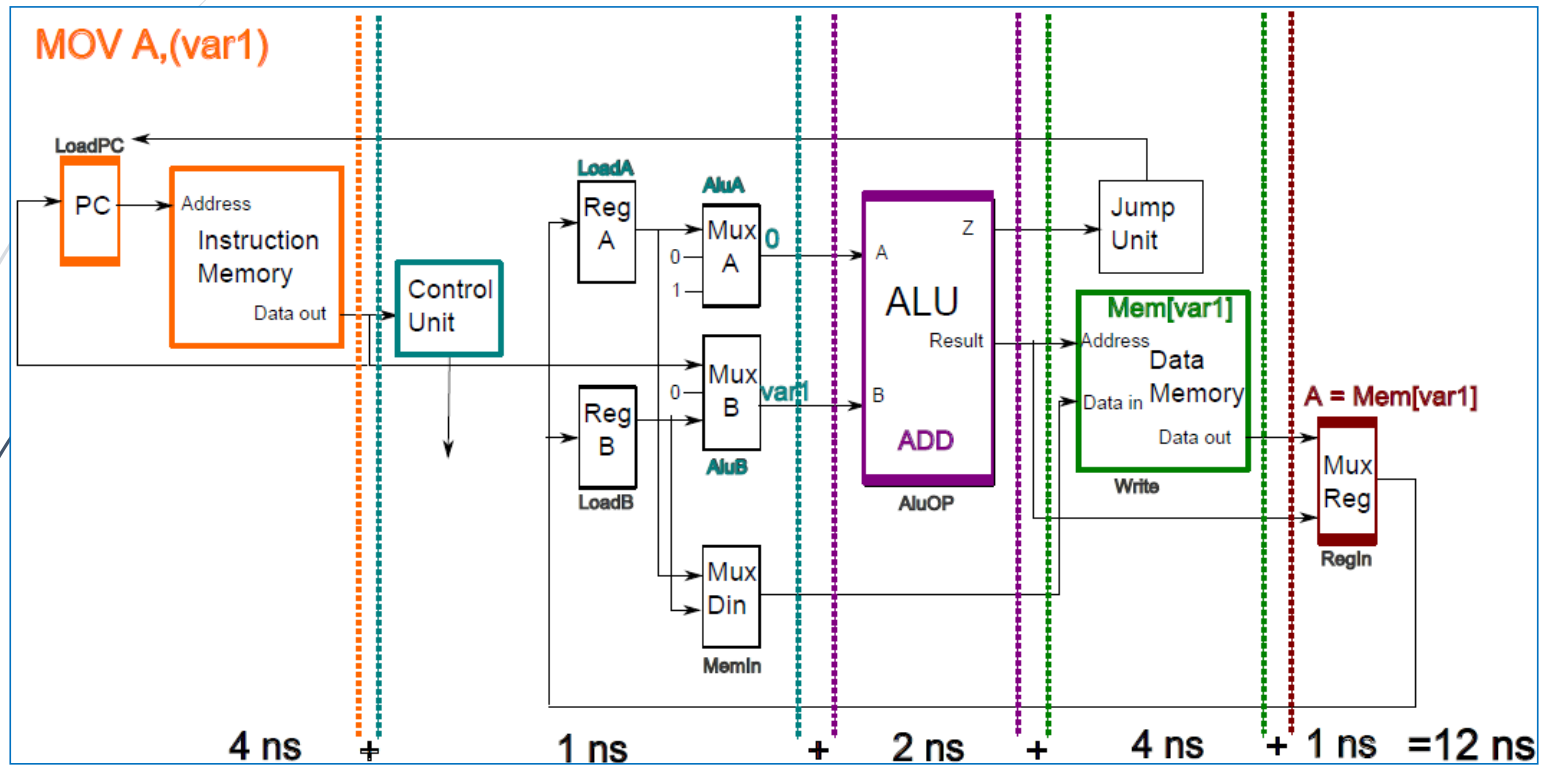 MOV A,(var1)
LoadPC
PC
Address
Instruction
Memory
Data out
Control
Unit
LoadA
Reg
A
AluA
Mux
A
0
0
1
Mux
B
0
var1
AluB
Reg
B
LoadB
Mux
Din
MemIn
A
Z
ALU
Result
B
ADD
AluOP
Jump
Unit
Mem[var1]
Address
Data
Memory
Data in
Data out
Write
A = Mem[var1]
Mux
Reg
RegIn
4 ns + 1 ns + 2 ns + 4 ns + 1 ns =12 ns